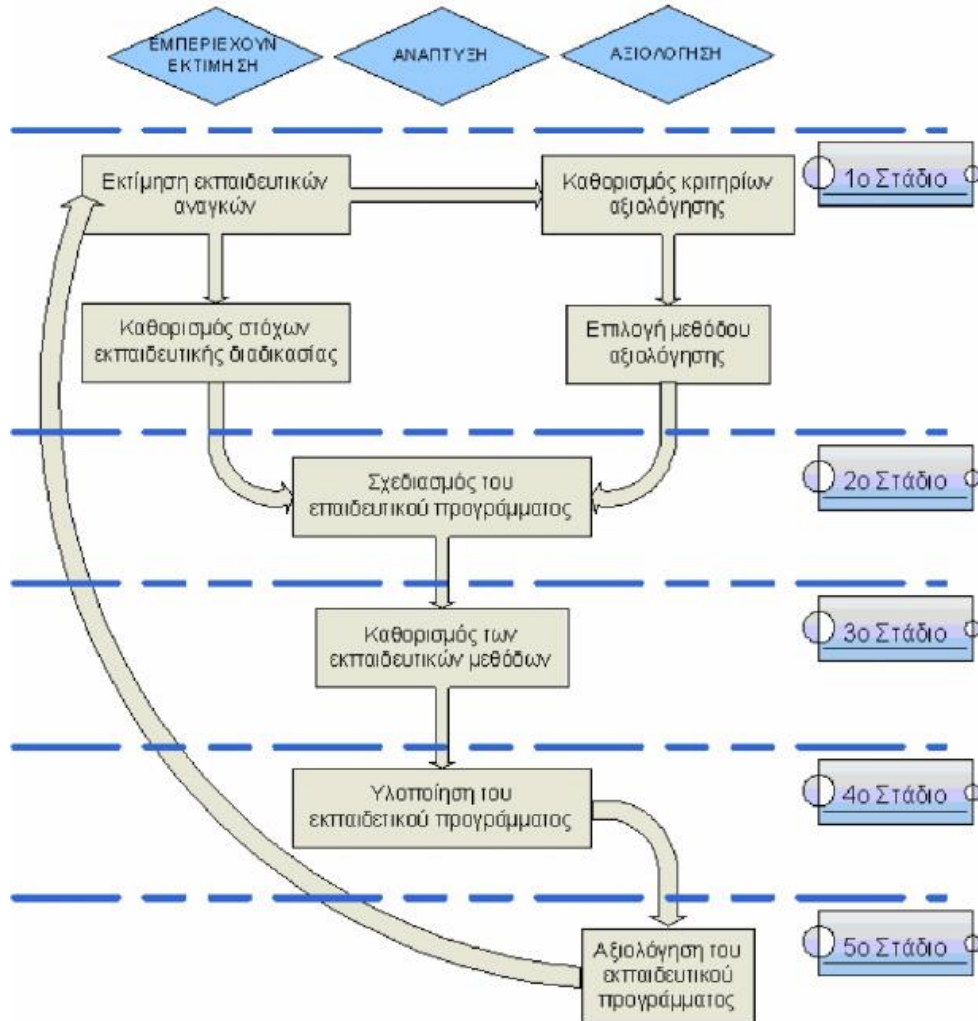 ΕΜΠΕΡΙΕΧΟΥΝ
ΕΚΤΙΜΗΣΗ
ΑΝΑΠΤΥΞΗ
ΑΞΙΟΛΟΓΗΣΗ
1ο Στάδιο
Εκτίμηση εκπαιδευτικών
αναγκών
Καθορισμός κριτηρίων
αξιολόγησης
Καθορισμός στόχων
εκπαιδευτικής διαδικασίας
Επιλογή μεθόδου
αξιολόγησης
2ο Στάδιο
Σχεδιασμός του
επαιδευτικού προγράμματος
3ο Στάδιο
Καθορισμός των
εκπαιδευτικών μεθόδων
4ο Στάδιο
Υλοποίηση του
εκπαιδετικού προγράμματος
5ο Στάδιο
Αξιολόγηση του
εκπαιδευτικού
προγράμματος